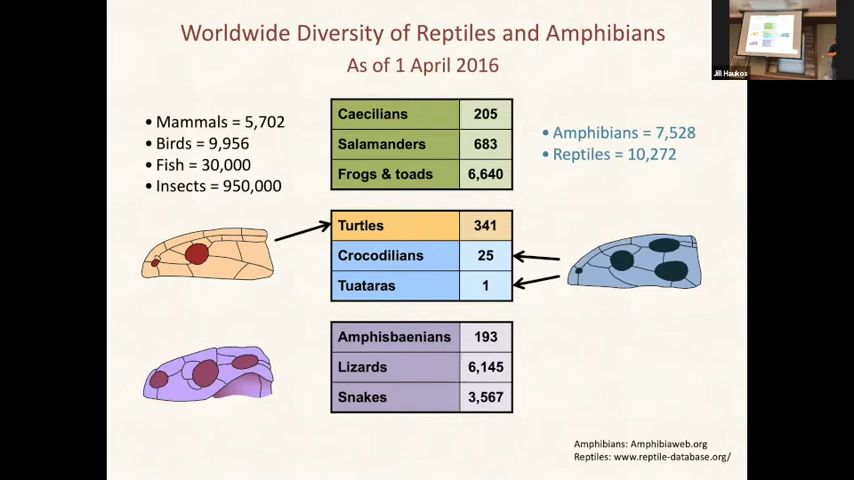 Worldwide Diversity of Reptiles and Amphibians
As of 1 April 2016
• Mammals = 5,702
• Birds = 9,956
• Fish = 30,000
• Insects = 950,000
Caecilians 205
Salamanders 683
Frogs & toads 6,640
• Amphibians = 7,528
• Reptiles = 10,272
Turtles 341
Crocodilians 25
Tuataras 1
Amphisbaenians 193
Lizards 6,145
Snakes 3,567
Amphibians: Amphibiaweb.org
Reptiles: www.reptile-database.org/
Jill Haukos